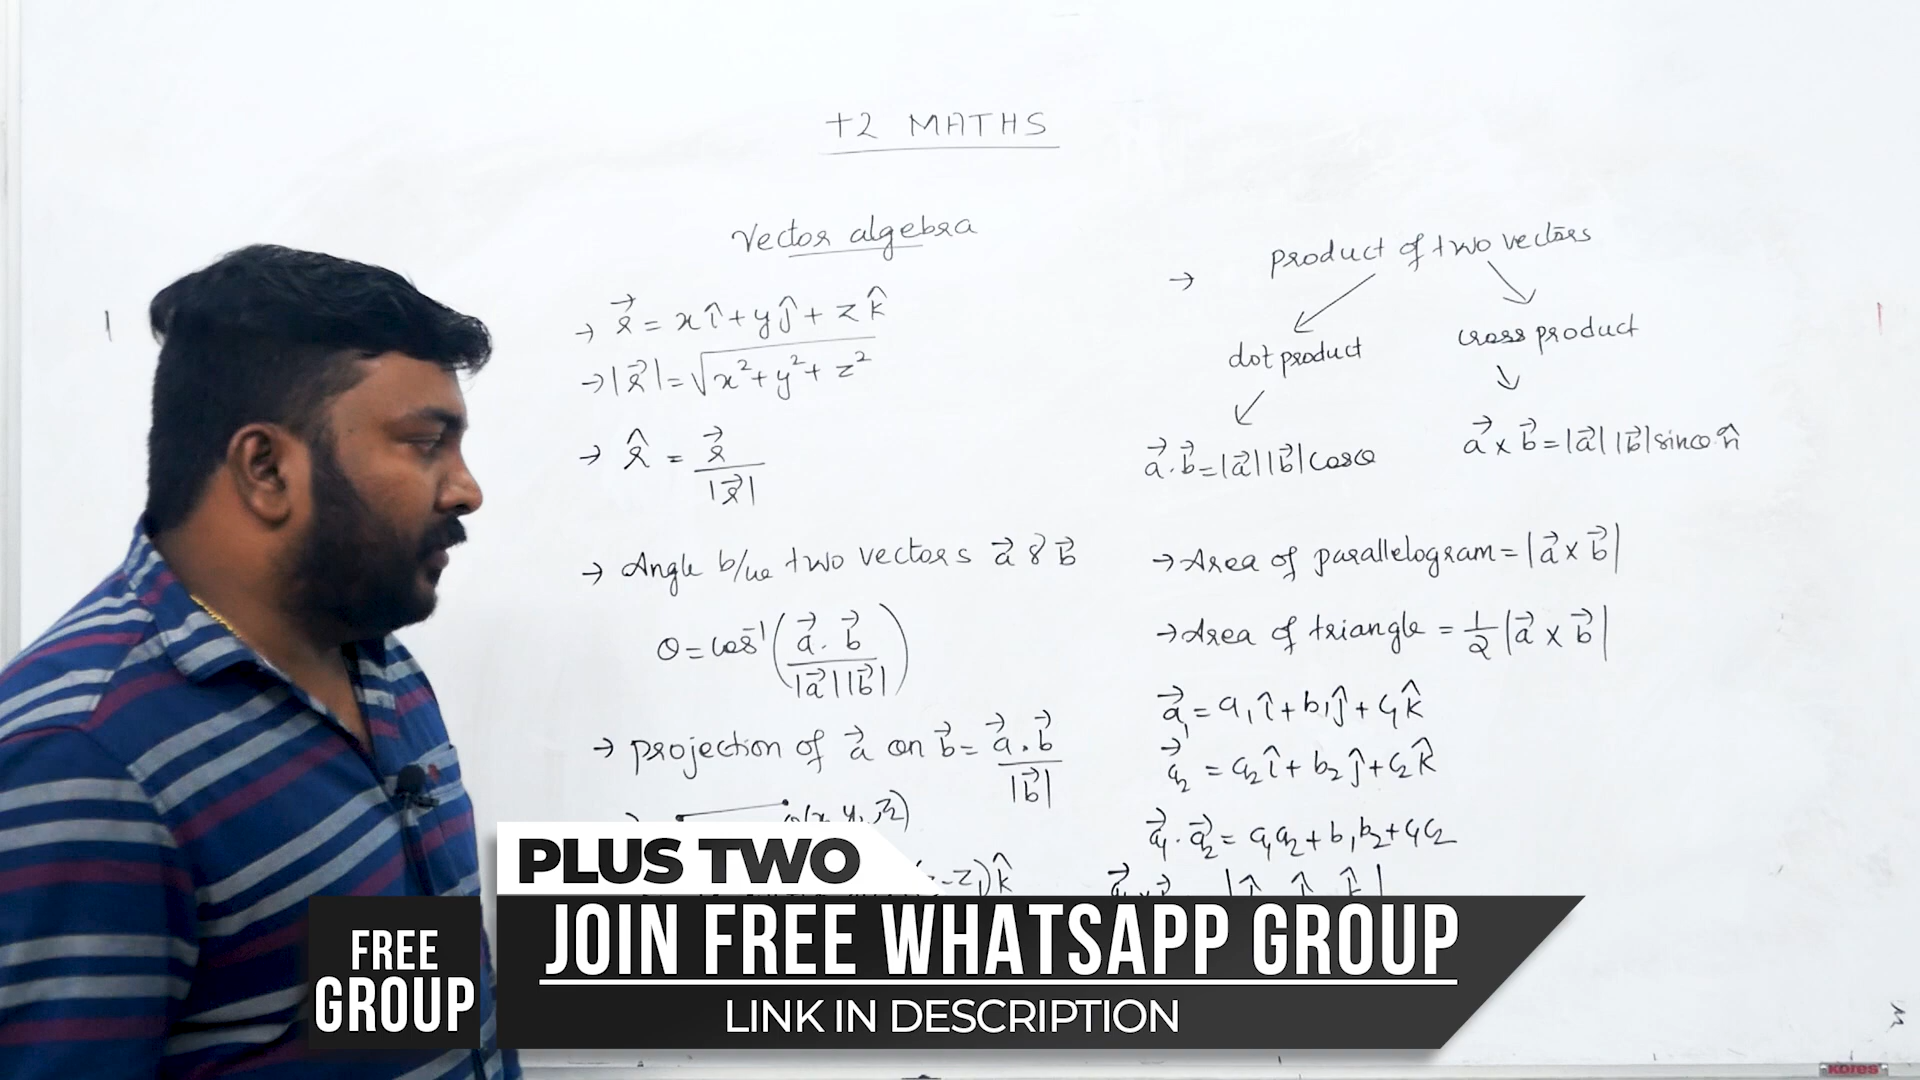 +2 MATHS
Vector algebra
→ r⃗ = xî + yĵ + zk̂
→ |r⃗| = √(x² + y² + z²)
→ r̂ = r⃗ / |r⃗|
→ Angle b/w two vectors a⃗ & b⃗
θ = cos⁻¹( a⃗ . b⃗ / |a⃗||b⃗| )
→ projection of a⃗ on b⃗ = a⃗ . b⃗ / |b⃗|
z₁)k̂
→ product of two vectors
dot product
cross product
a⃗ . b⃗ = |a⃗||b⃗| cosθ
a⃗ × b⃗ = |a⃗| |b⃗| sinθ n̂
→ Area of parallelogram = |a⃗ × b⃗|
→ Area of triangle = 1/2 |a⃗ × b⃗|
a⃗₁ = a₁î + b₁ĵ + c₁k̂
a⃗₂ = a₂î + b₂ĵ + c₂k̂
a⃗₁ . a⃗₂ = a₁a₂ + b₁b₂ + c₁c₂
PLUS TWO
FREE
GROUP
JOIN FREE WHATSAPP GROUP
LINK IN DESCRIPTION
Kores